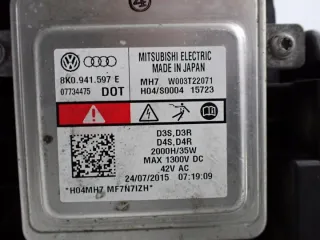 MITSUBISHI ELECTRIC
MADE IN JAPAN
8K0.941.597 E
MH7 W003T22071
07734475 DOT
H04/S0004 15723
D3S,D3R
D4S,D4R
2000H/35W
MAX 1300V DC
42V AC
24/07/2015 07:19:09
*H04MH7 MF7N7IZH*